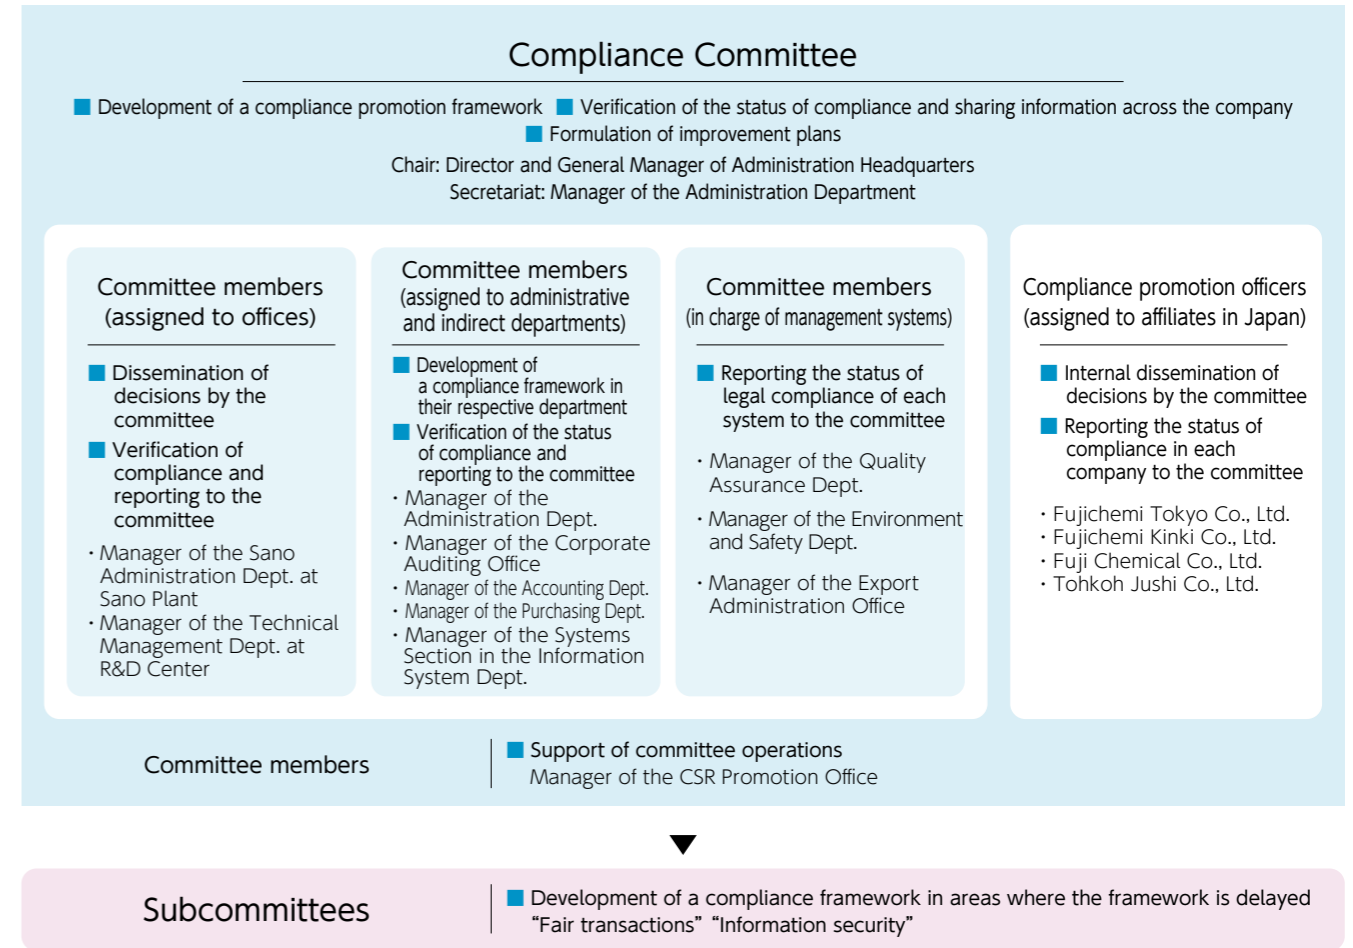 Compliance Committee
■ Development of a compliance promotion framework ■ Verification of the status of compliance and sharing information across the company
■ Formulation of improvement plans
Chair: Director and General Manager of Administration Headquarters
Secretariat: Manager of the Administration Department
Committee members
(assigned to offices)
■ Dissemination of
decisions by the
committee
■ Verification of
compliance and
reporting to the
committee
・Manager of the Sano
Administration Dept. at
Sano Plant
・Manager of the Technical
Management Dept. at
R&D Center
Committee members
(assigned to administrative
and indirect departments)
■ Development of
a compliance framework in
their respective department
■ Verification of the status
of compliance and
reporting to the committee
・Manager of the
Administration Dept.
・Manager of the Corporate
Auditing Office
・Manager of the Accounting Dept.
・Manager of the Purchasing Dept.
・Manager of the Systems
Section in the Information
System Dept.
Committee members
(in charge of management systems)
■ Reporting the status of
legal compliance of each
system to the committee
・Manager of the Quality
Assurance Dept.
・Manager of the Environment
and Safety Dept.
・Manager of the Export
Administration Office
Compliance promotion officers
(assigned to affiliates in Japan)
■ Internal dissemination of
decisions by the committee
■ Reporting the status of
compliance in each
company to the committee
・Fujichemi Tokyo Co., Ltd.
・Fujichemi Kinki Co., Ltd.
・Fuji Chemical Co., Ltd.
・Tohkoh Jushi Co., Ltd.
Committee members
■ Support of committee operations
Manager of the CSR Promotion Office
Subcommittees
■ Development of a compliance framework in areas where the framework is delayed
“Fair transactions” “Information security”